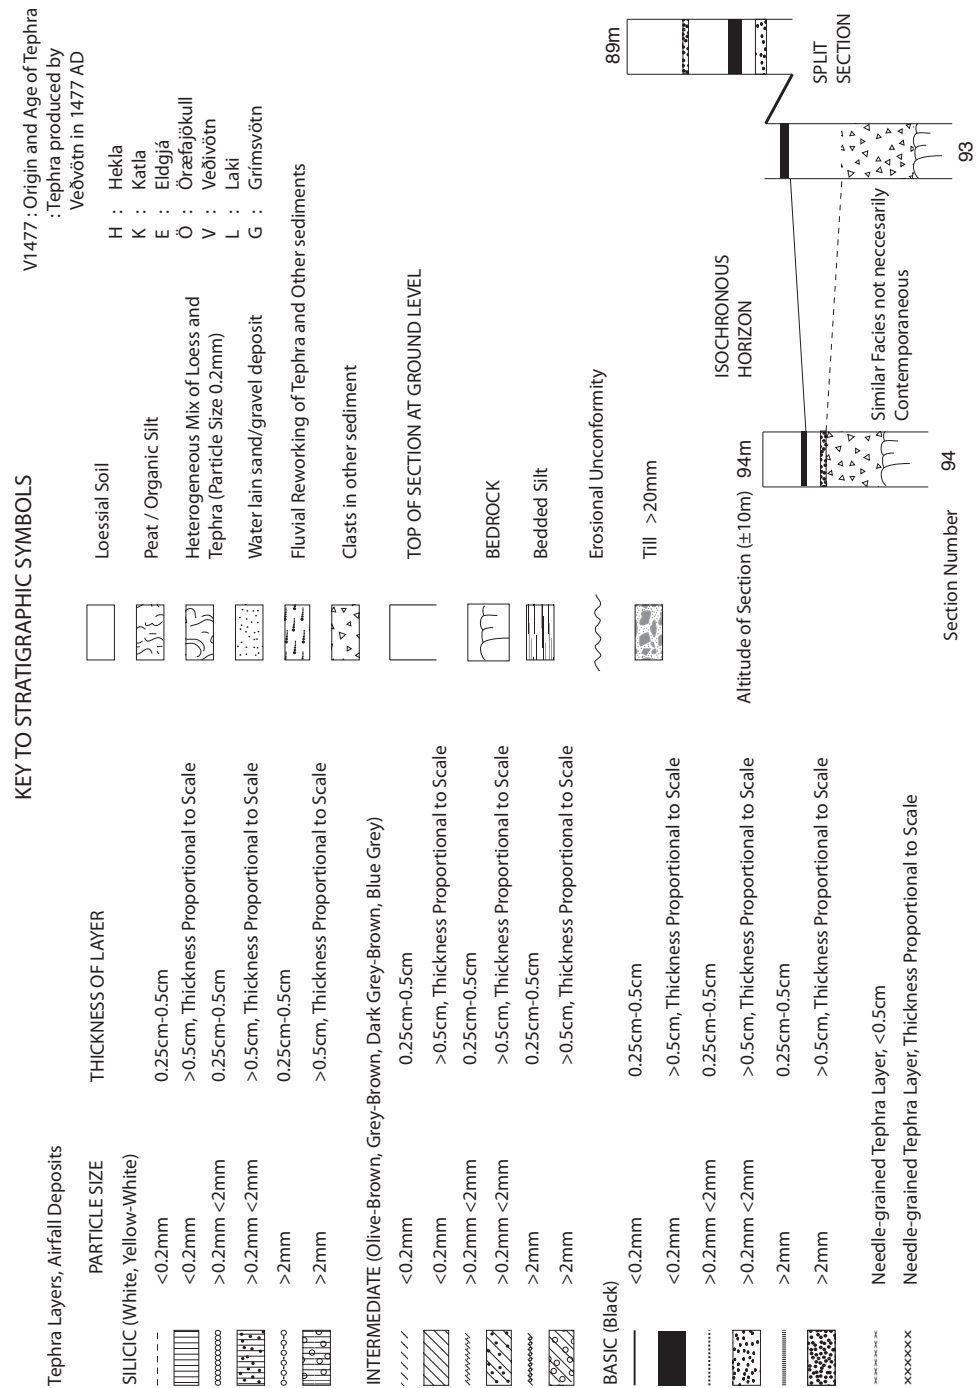 KEY TO STRATIGRAPHIC SYMBOLS
Tephra Layers, Airfall Deposits
PARTICLE SIZE
THICKNESS OF LAYER
SILICIC (White, Yellow-White)
<0.2mm 0.25cm-0.5cm
<0.2mm >0.5cm, Thickness Proportional to Scale
>0.2mm <2mm 0.25cm-0.5cm
>0.2mm <2mm >0.5cm, Thickness Proportional to Scale
>2mm 0.25cm-0.5cm
>2mm >0.5cm, Thickness Proportional to Scale
INTERMEDIATE (Olive-Brown, Grey-Brown, Dark Grey-Brown, Blue Grey)
<0.2mm 0.25cm-0.5cm
<0.2mm >0.5cm, Thickness Proportional to Scale
>0.2mm <2mm 0.25cm-0.5cm
>0.2mm <2mm >0.5cm, Thickness Proportional to Scale
>2mm 0.25cm-0.5cm
>2mm >0.5cm, Thickness Proportional to Scale
BASIC (Black)
<0.2mm 0.25cm-0.5cm
<0.2mm >0.5cm, Thickness Proportional to Scale
>0.2mm <2mm 0.25cm-0.5cm
>0.2mm <2mm >0.5cm, Thickness Proportional to Scale
>2mm 0.25cm-0.5cm
>2mm >0.5cm, Thickness Proportional to Scale
Needle-grained Tephra Layer, <0.5cm
Needle-grained Tephra Layer, Thickness Proportional to Scale
Loessial Soil
Peat / Organic Silt
Heterogeneous Mix of Loess and
Tephra (Particle Size 0.2mm)
Water lain sand/gravel deposit
Fluvial Reworking of Tephra and Other sediments
Clasts in other sediment
TOP OF SECTION AT GROUND LEVEL
BEDROCK
Bedded Silt
Erosional Unconformity
Till >20mm
V1477 : Origin and Age of Tephra
: Tephra produced by
Veðvötn in 1477 AD
H : Hekla
K : Katla
E : Eldgjá
Ö : Öræfajökull
V : Veðivötn
L : Laki
G : Grímsvötn
Altitude of Section (±10m) 94m
89m
ISOCHRONOUS
HORIZON
SPLIT
SECTION
Similar Facies not neccesarily
Contemporaneous
Section Number 94
93